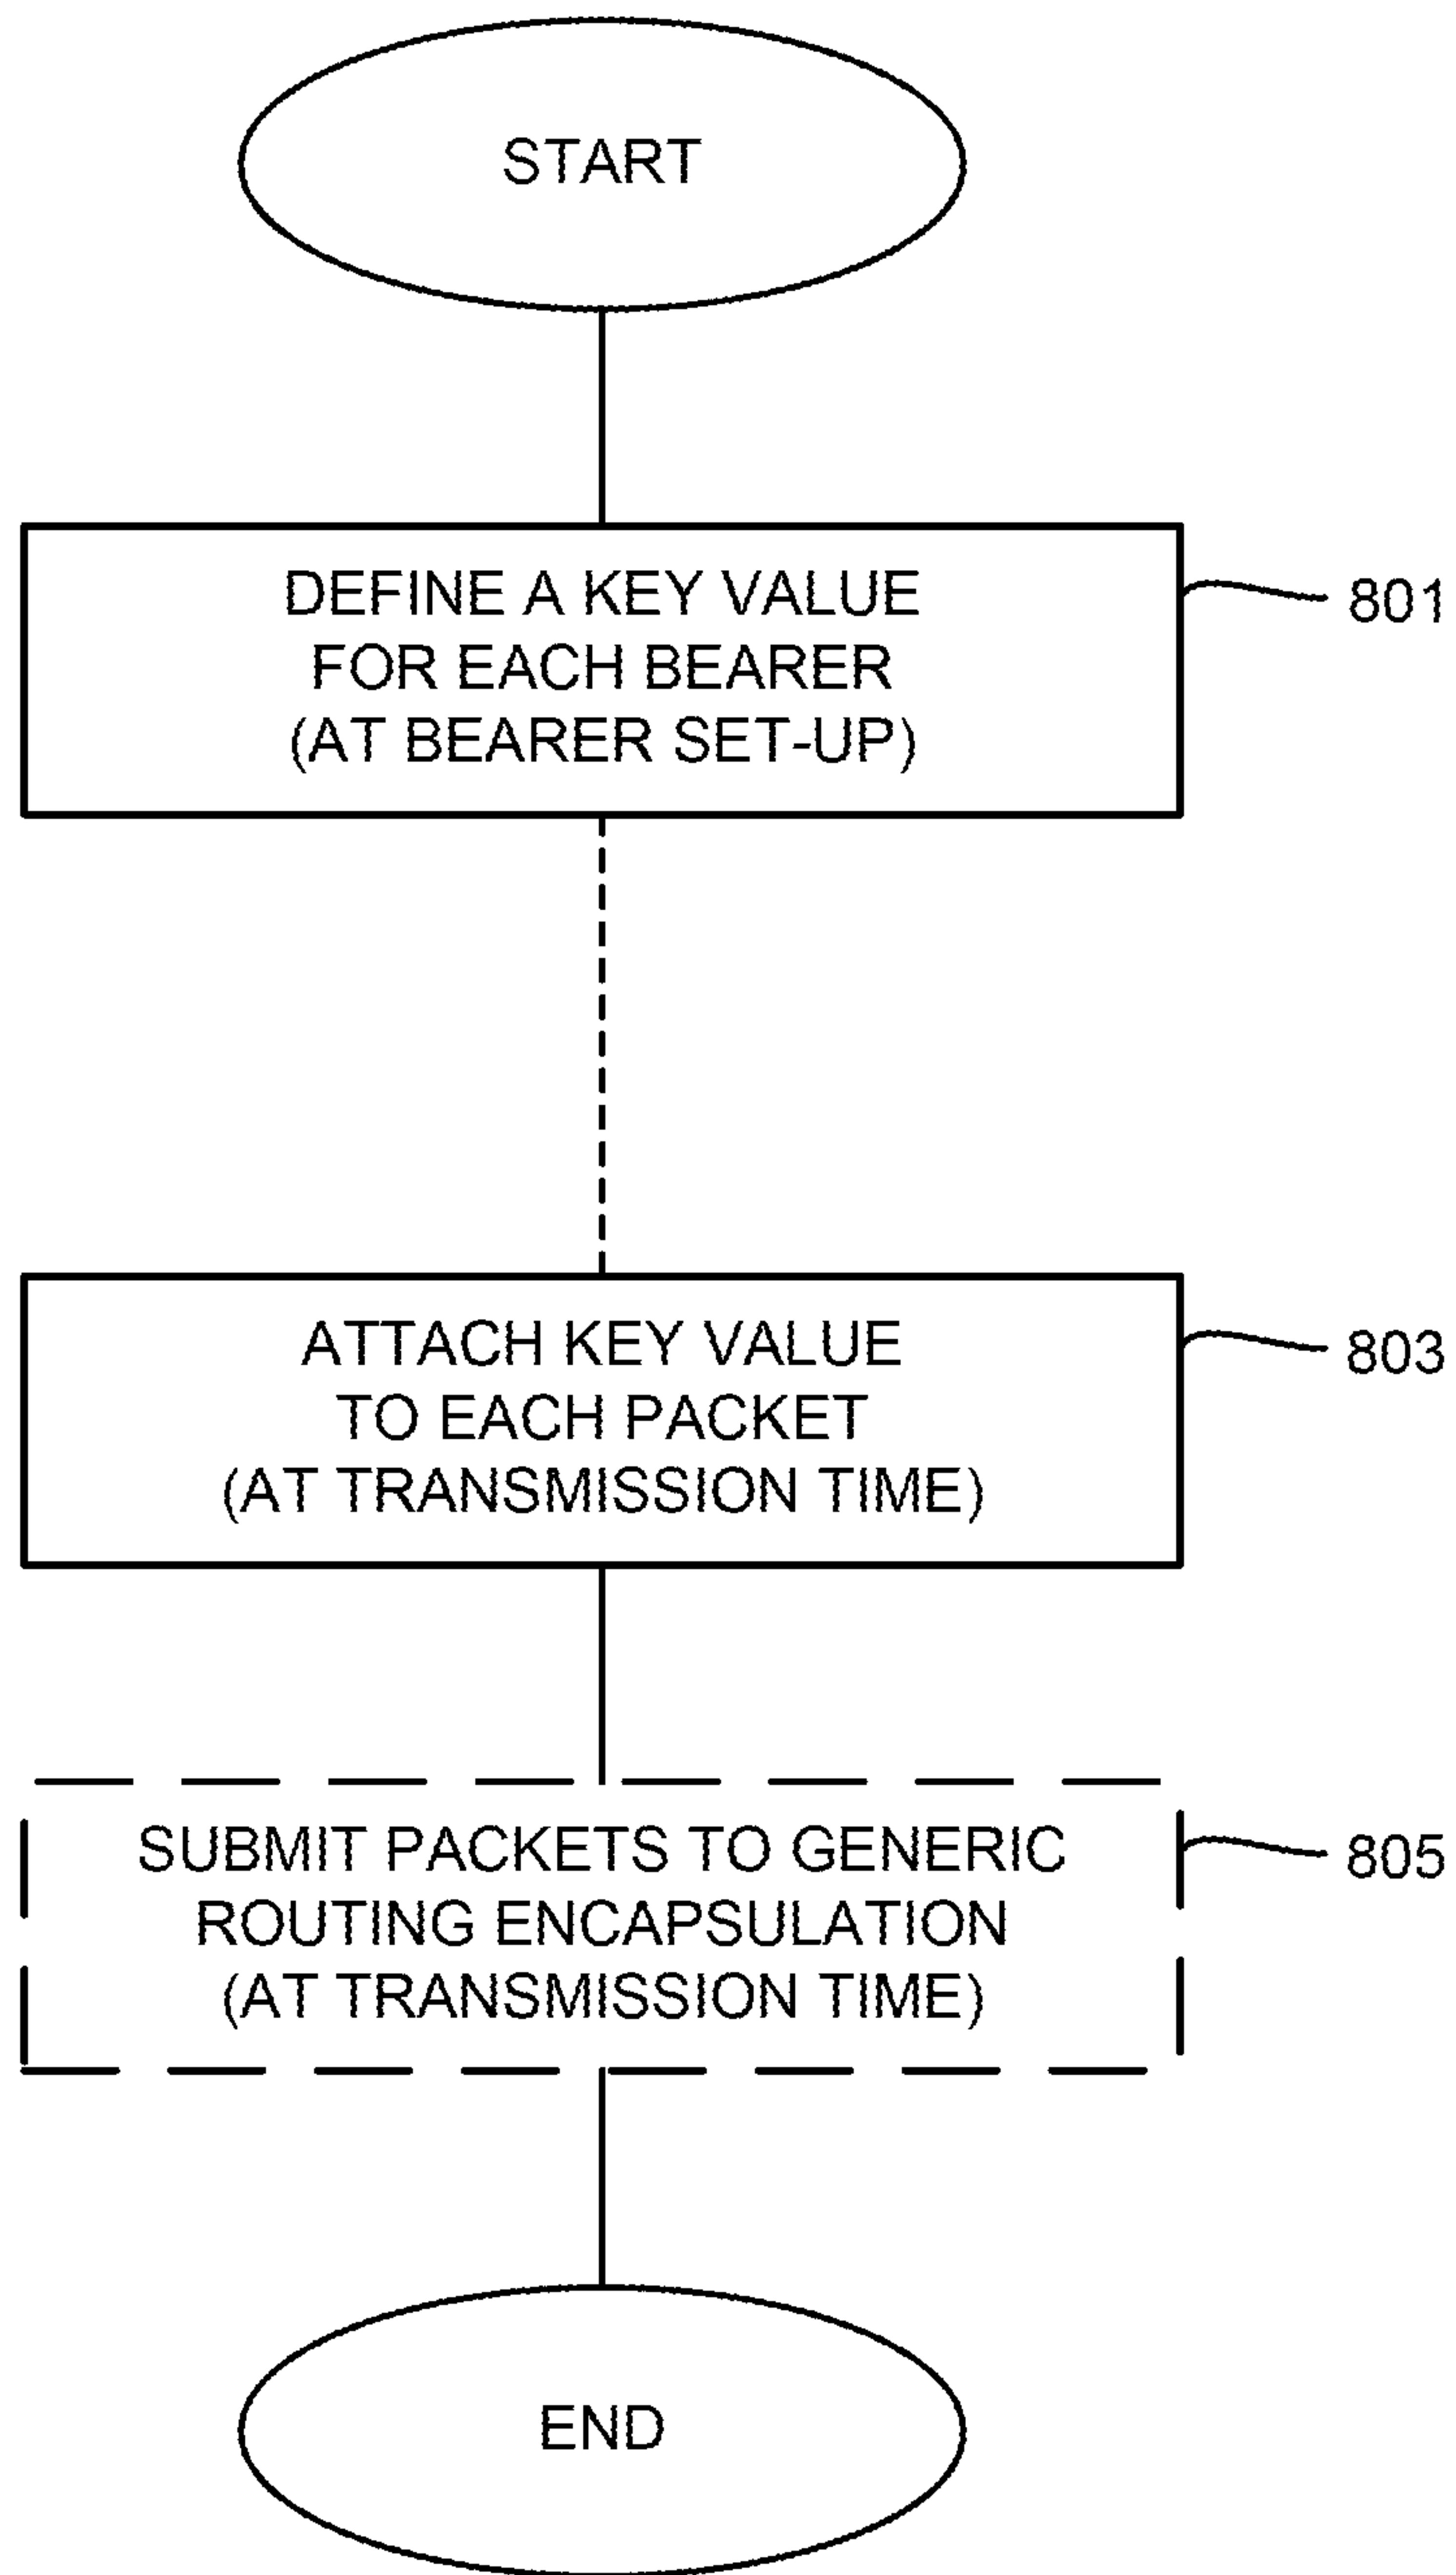 START
DEFINE A KEY VALUE
FOR EACH BEARER
(AT BEARER SET-UP)
801
ATTACH KEY VALUE
TO EACH PACKET
(AT TRANSMISSION TIME)
803
SUBMIT PACKETS TO GENERIC
ROUTING ENCAPSULATION
(AT TRANSMISSION TIME)
805
END